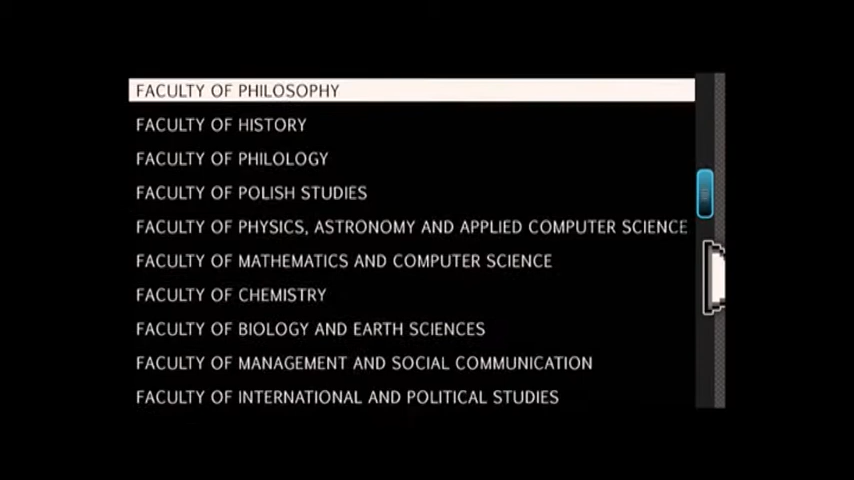 FACULTY OF PHILOSOPHY
FACULTY OF HISTORY
FACULTY OF PHILOLOGY
FACULTY OF POLISH STUDIES
FACULTY OF PHYSICS, ASTRONOMY AND APPLIED COMPUTER SCIENCE
FACULTY OF MATHEMATICS AND COMPUTER SCIENCE
FACULTY OF CHEMISTRY
FACULTY OF BIOLOGY AND EARTH SCIENCES
FACULTY OF MANAGEMENT AND SOCIAL COMMUNICATION
FACULTY OF INTERNATIONAL AND POLITICAL STUDIES